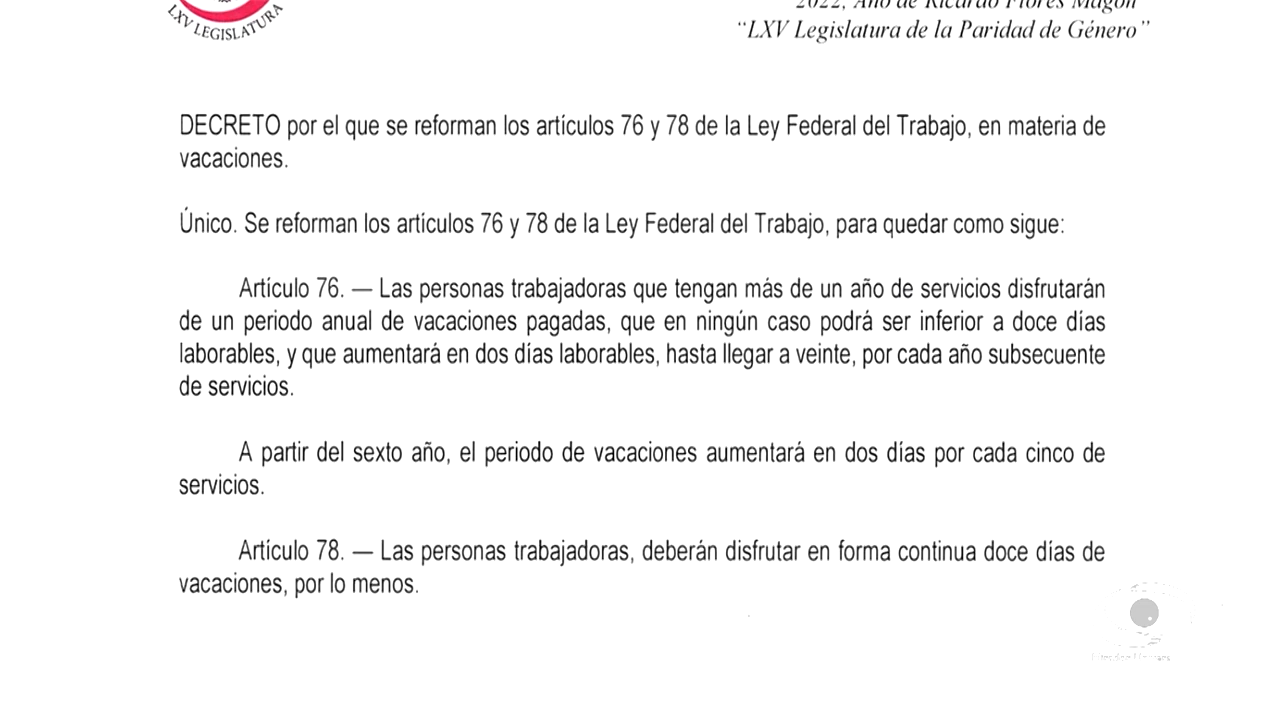 LXV LEGISLATURA
2022, Año de Ricardo Flores Magón
“LXV Legislatura de la Paridad de Género”
DECRETO por el que se reforman los artículos 76 y 78 de la Ley Federal del Trabajo, en materia de
vacaciones.
Único. Se reforman los artículos 76 y 78 de la Ley Federal del Trabajo, para quedar como sigue:
Artículo 76. — Las personas trabajadoras que tengan más de un año de servicios disfrutarán
de un periodo anual de vacaciones pagadas, que en ningún caso podrá ser inferior a doce días
laborables, y que aumentará en dos días laborables, hasta llegar a veinte, por cada año subsecuente
de servicios.
A partir del sexto año, el periodo de vacaciones aumentará en dos días por cada cinco de
servicios.
Artículo 78. — Las personas trabajadoras, deberán disfrutar en forma continua doce días de
vacaciones, por lo menos.